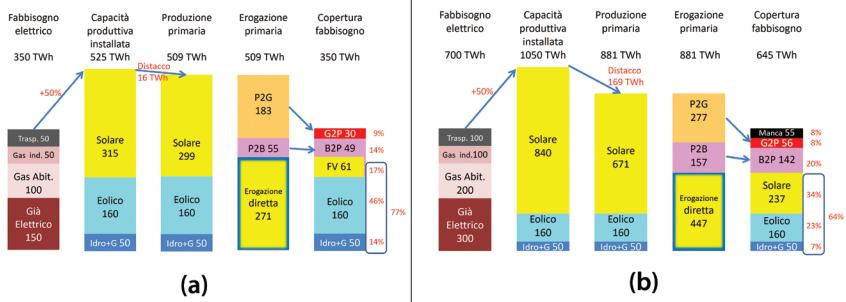 Fabbisogno
elettrico
350 TWh
Capacità
produttiva
installata
525 TWh
Produzione
primaria
509 TWh
Erogazione
primaria
509 TWh
Copertura
fabbisogno
350 TWh
Distacco
16 TWh
+50%
Trasp. 50
Gas ind. 50
Gas Abit.
100
Già
Elettrico
150
Solare
315
Eolico
160
Idro+G 50
Solare
299
Eolico
160
Idro+G 50
P2G
183
P2B 55
Erogazione
diretta
271
G2P 30
B2P 49
FV 61
Eolico
160
Idro+G 50
9%
14%
17%
46%
14%
77%
(a)
Fabbisogno
elettrico
700 TWh
Capacità
produttiva
installata
1050 TWh
Produzione
primaria
881 TWh
Erogazione
primaria
881 TWh
Copertura
fabbisogno
645 TWh
Distacco
169 TWh
+50%
Trasp. 100
Gas ind.100
Gas Abit.
200
Già
Elettrico
300
Solare
840
Eolico
160
Idro+G 50
Solare
671
Eolico
160
Idro+G 50
P2G
277
P2B
157
Erogazione
diretta
447
Manca 55
G2P 56
B2P 142
Solare
237
Eolico
160
Idro+G 50
8%
8%
20%
34%
23%
7%
64%
(b)